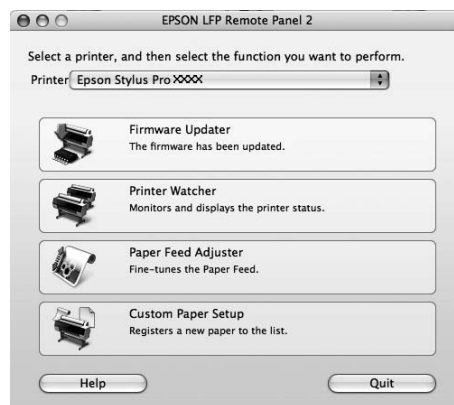 EPSON LFP Remote Panel 2
Select a printer, and then select the function you want to perform.
Printer Epson Stylus Pro XXXX
Firmware Updater
The firmware has been updated.
Printer Watcher
Monitors and displays the printer status.
Paper Feed Adjuster
Fine-tunes the Paper Feed.
Custom Paper Setup
Registers a new paper to the list.
Help Quit